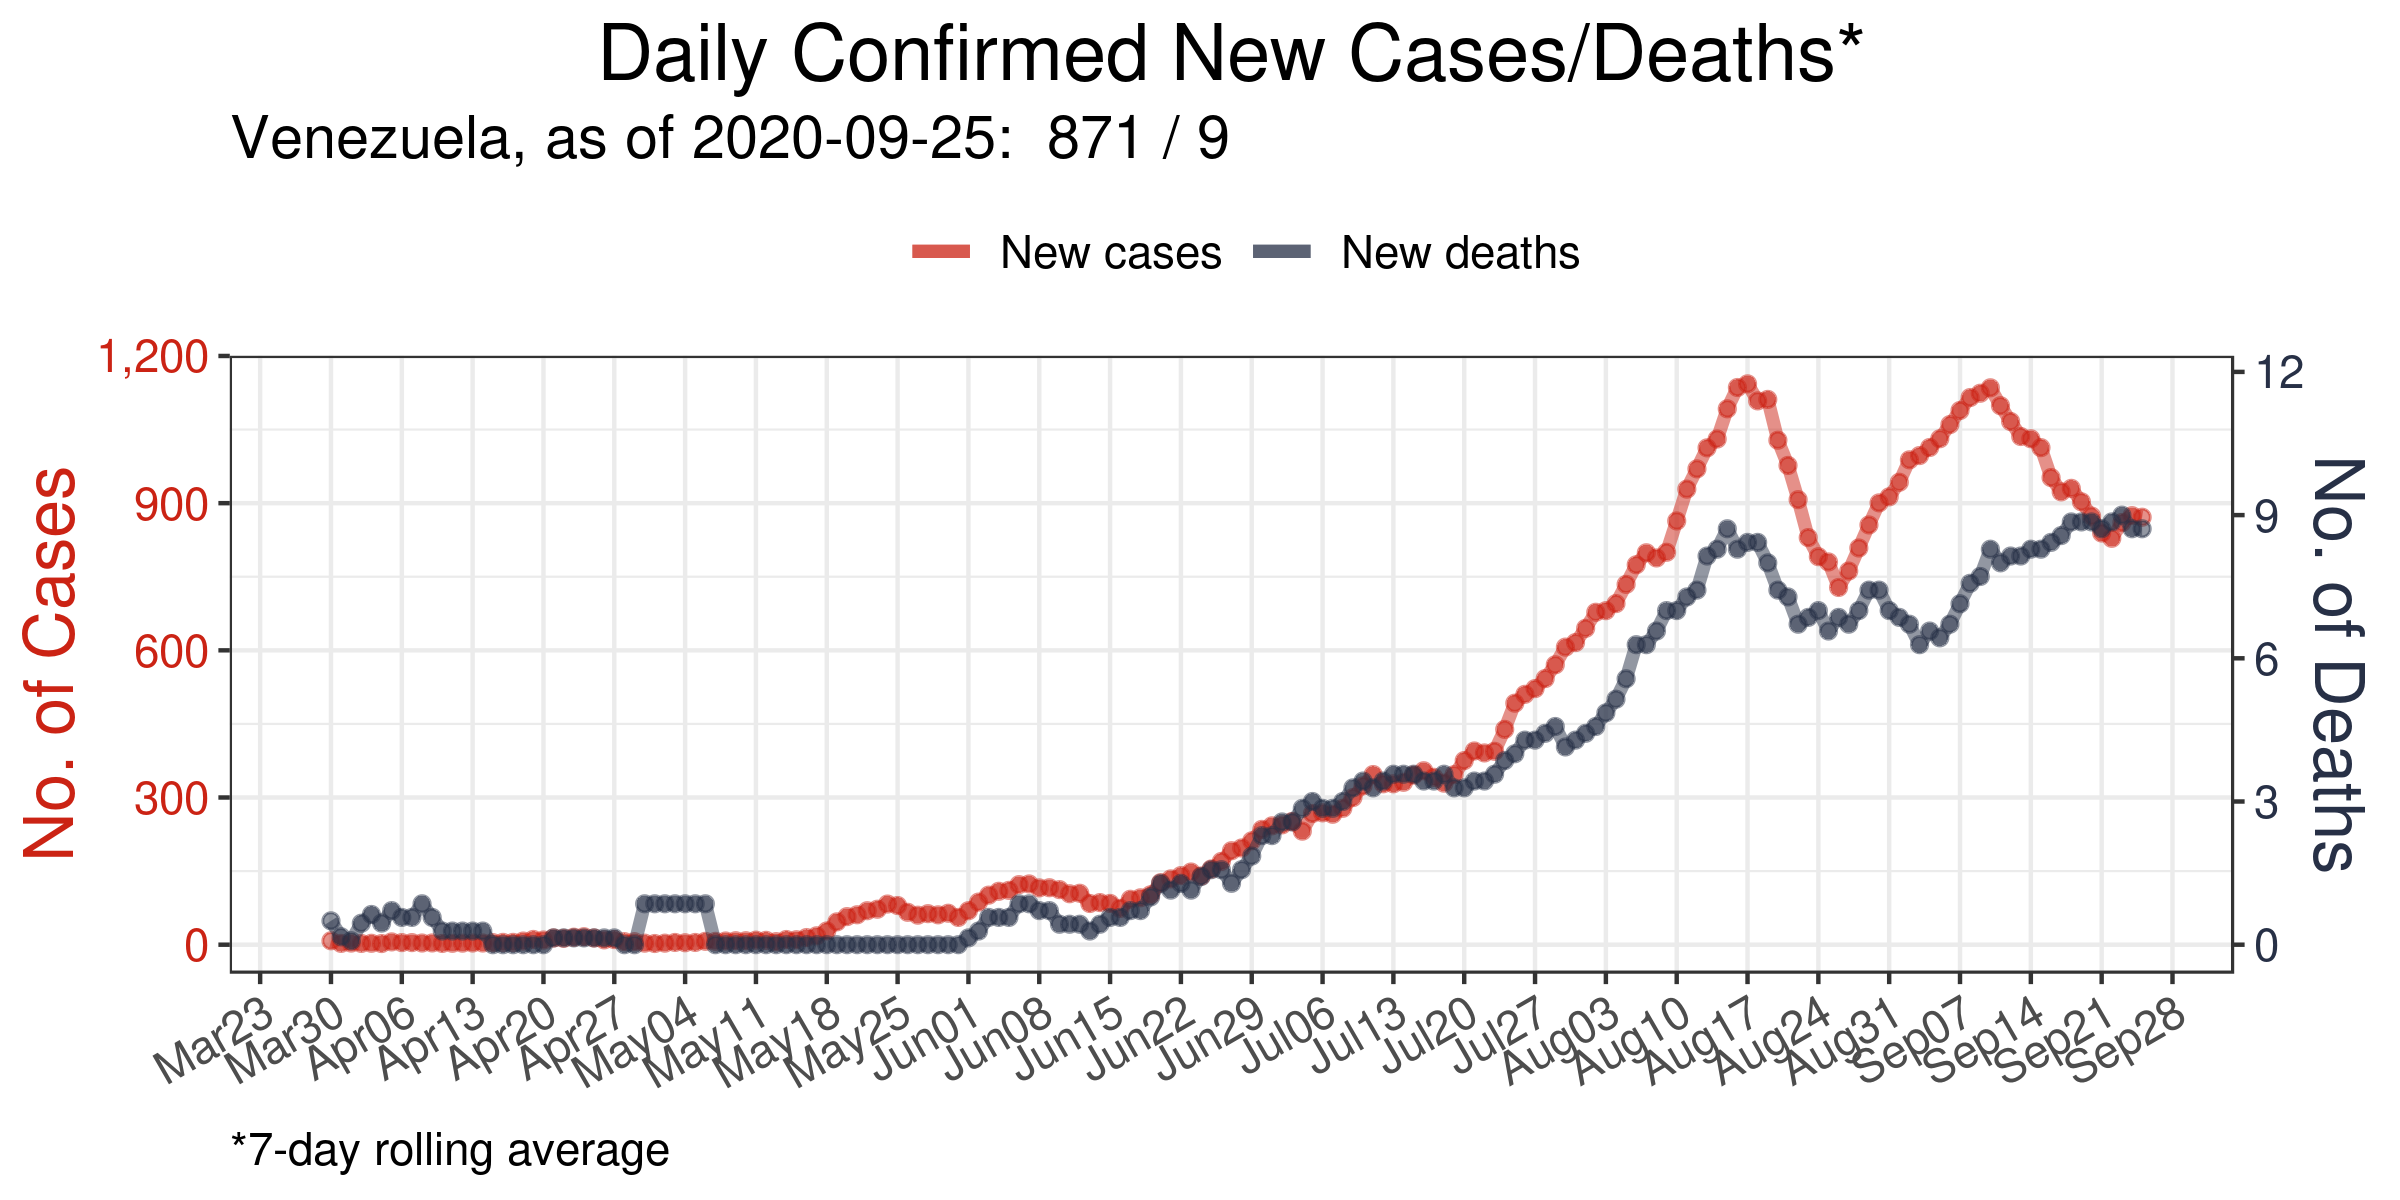 Daily Confirmed New Cases/Deaths*
Venezuela, as of 2020-09-25:  871 / 9
New cases
New deaths
No. of Cases
1,200
900
600
300
0
12
9
6
3
0
No. of Deaths
Mar23
Mar30
Apr06
Apr13
Apr20
Apr27
May04
May11
May18
May25
Jun01
Jun08
Jun15
Jun22
Jun29
Jul06
Jul13
Jul20
Jul27
Aug03
Aug10
Aug17
Aug24
Aug31
Sep07
Sep14
Sep21
Sep28
*7-day rolling average